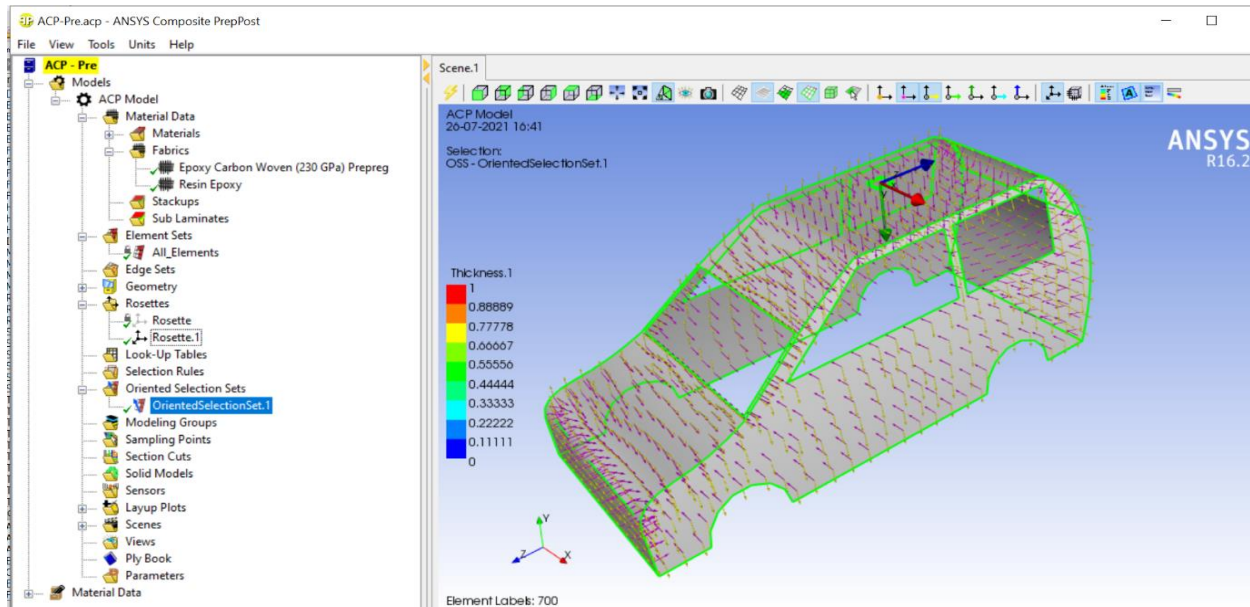 ACP-Pre.acp - ANSYS Composite PrepPost
File View Tools Units Help
ACP - Pre
Models
ACP Model
Material Data
Materials
Fabrics
Epoxy Carbon Woven (230 GPa) Prepreg
Resin Epoxy
Stackups
Sub Laminates
Element Sets
All_Elements
Edge Sets
Geometry
Rosettes
Rosette
Rosette.1
Look-Up Tables
Selection Rules
Oriented Selection Sets
OrientedSelectionSet.1
Modeling Groups
Sampling Points
Section Cuts
Solid Models
Sensors
Layup Plots
Scenes
Views
Ply Book
Parameters
Material Data
Scene.1
ACP Model
26-07-2021 16:41
Selection:
OSS - OrientedSelectionSet.1
ANSYS
R16.2
Thickness.1
1
0.88889
0.77778
0.66667
0.55556
0.44444
0.33333
0.22222
0.11111
0
Y
Z
X
Element Labels: 700